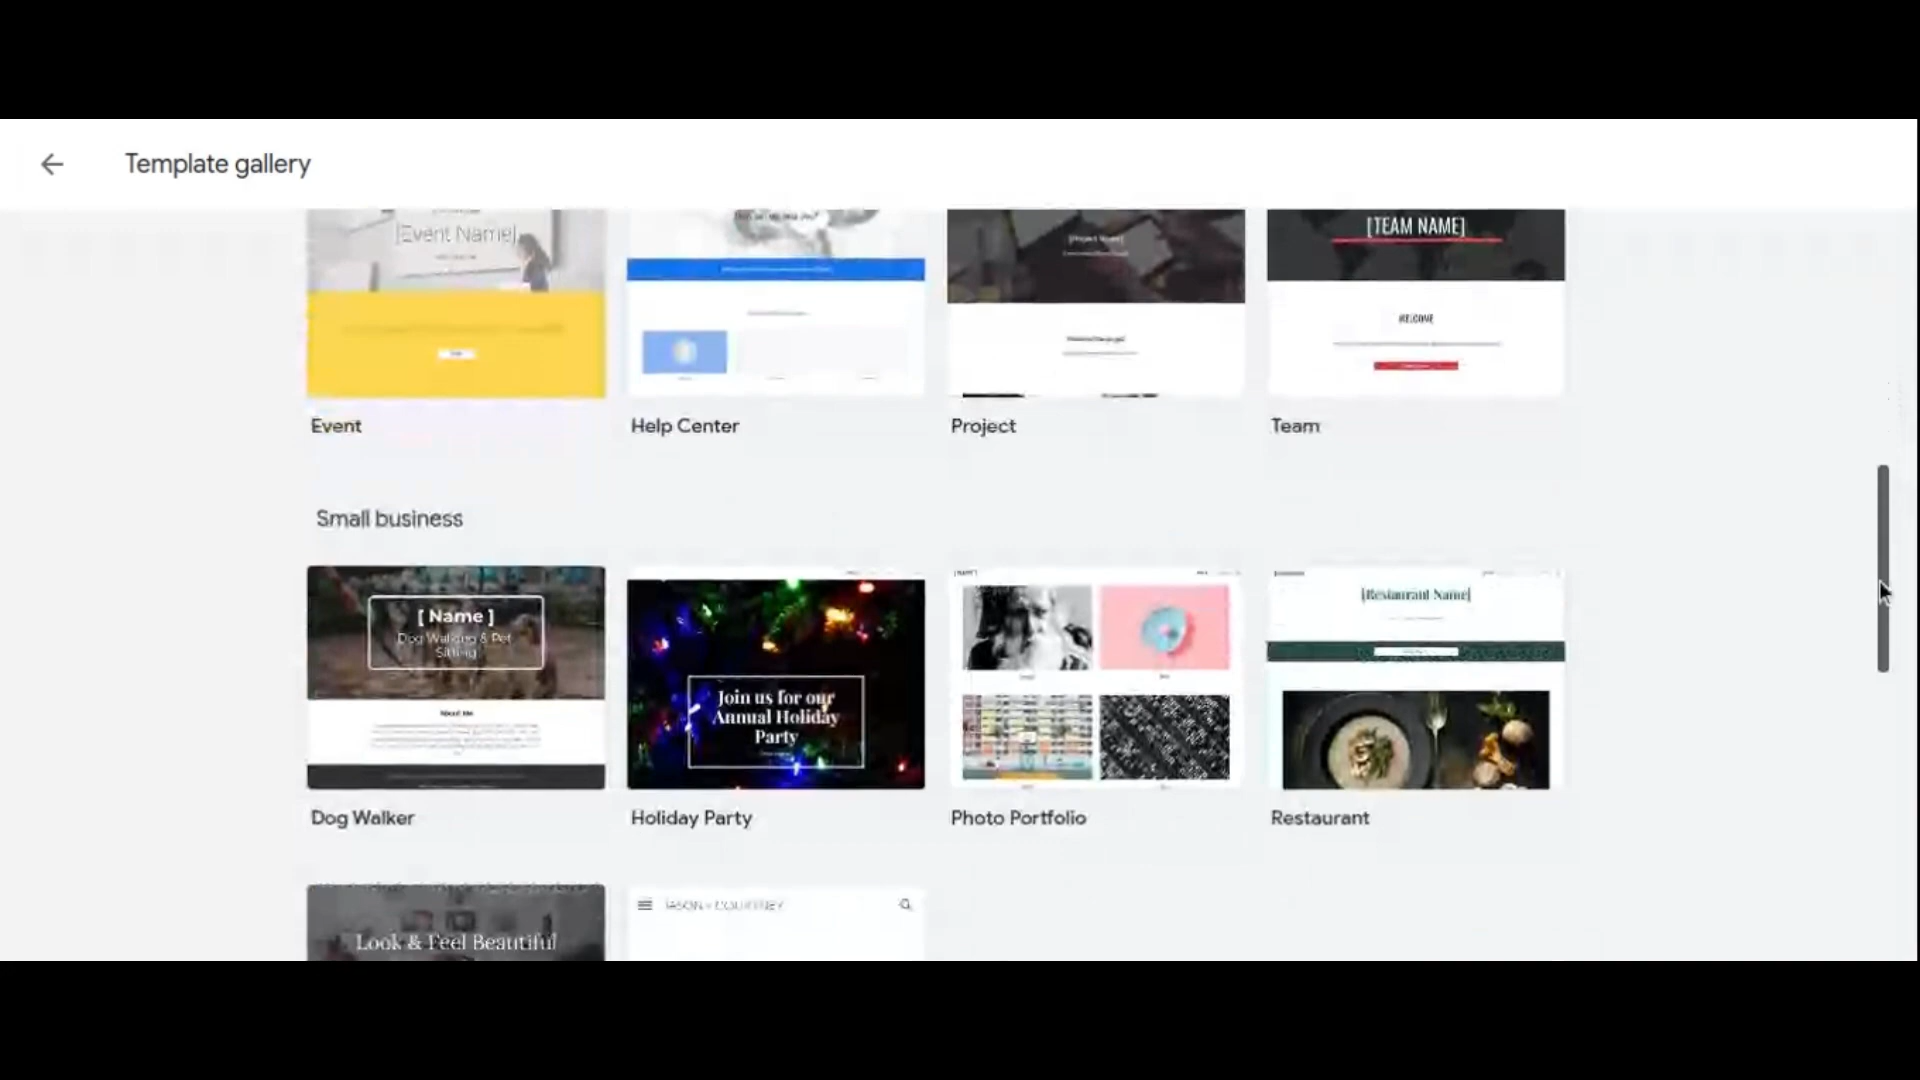 Template gallery
[Event Name]
[TEAM NAME]
WELCOME
Event
Help Center
Project
Team
Small business
[ Name ]
Dog Walking & Pet
Sitting
About Me
Join us for our
Annual Holiday
Party
[Restaurant Name]
Dog Walker
Holiday Party
Photo Portfolio
Restaurant
Look & Feel Beautiful
JASON & COURTNEY